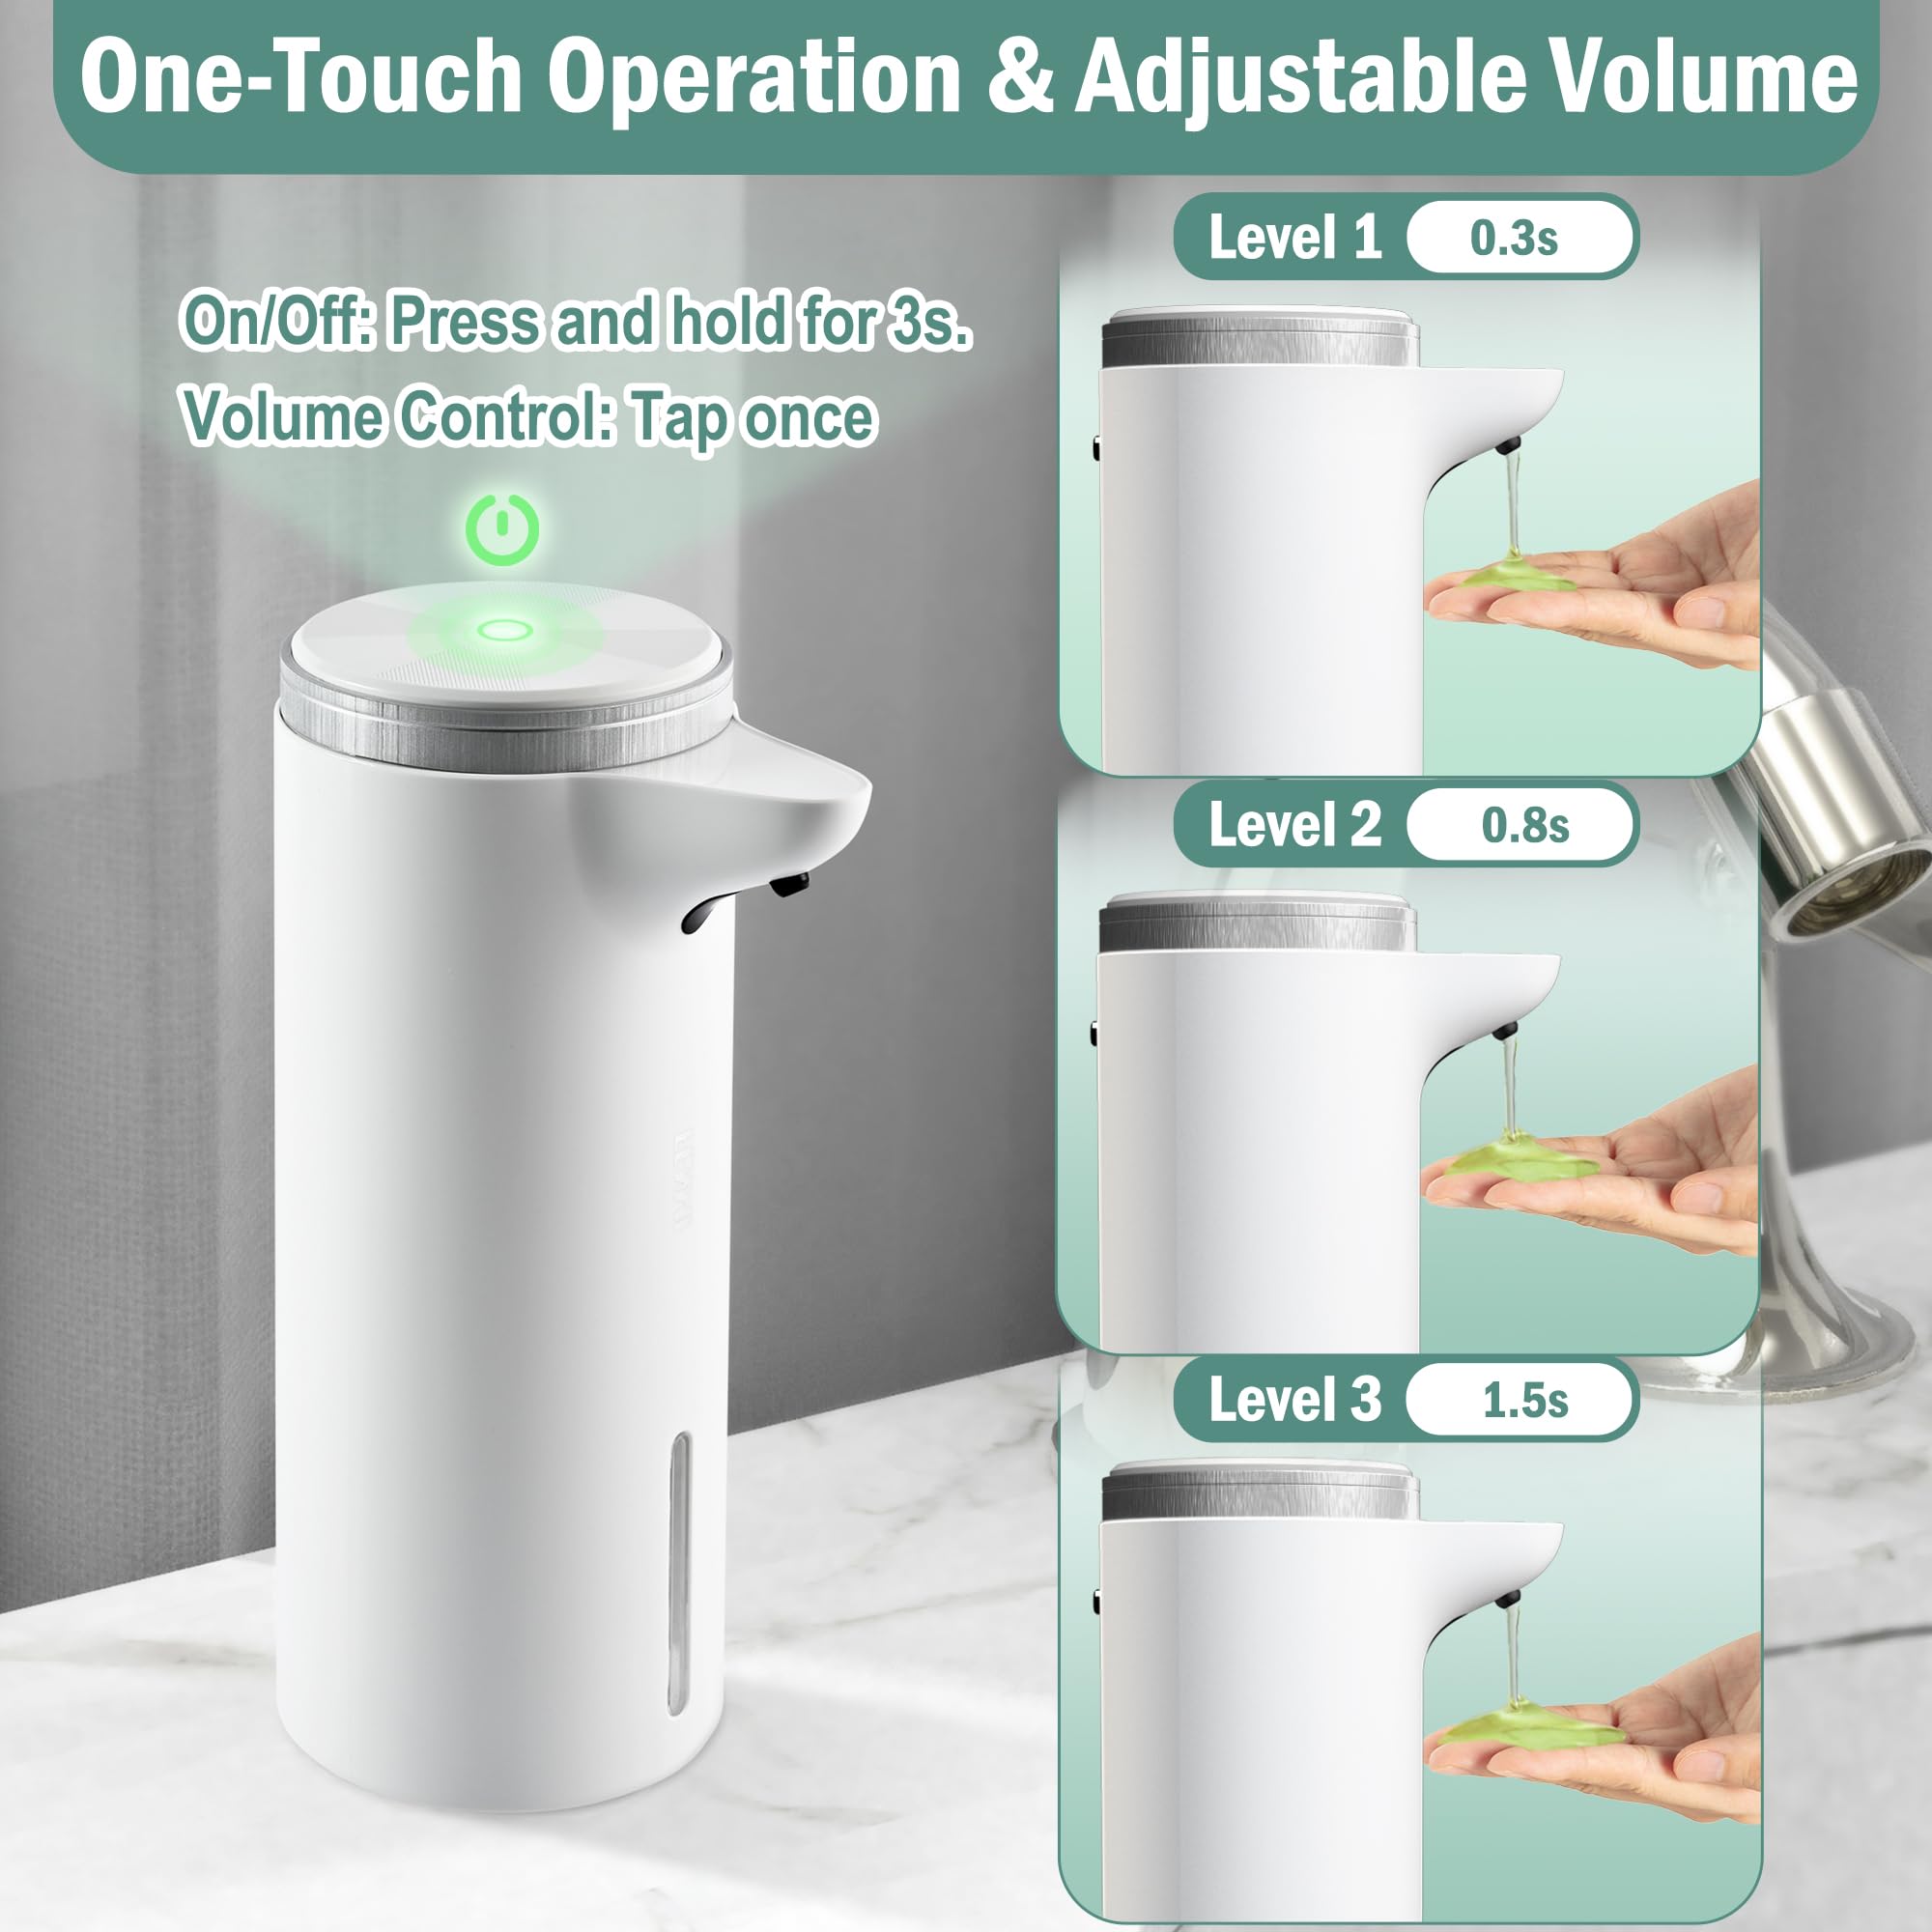 One-Touch Operation & Adjustable Volume
On/Off: Press and hold for 3s.
Volume Control: Tap once
Level 1 0.3s
Level 2 0.8s
Level 3 1.5s